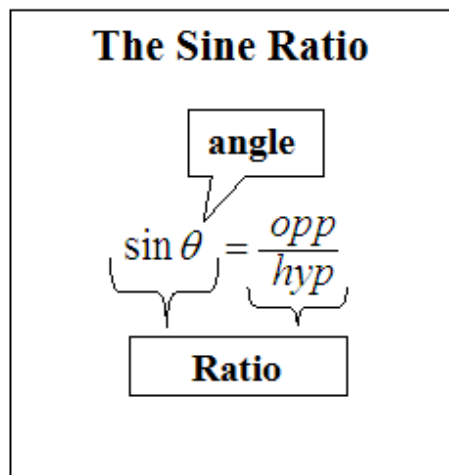 The Sine Ratio
angle
sin θ = opp/hyp
Ratio